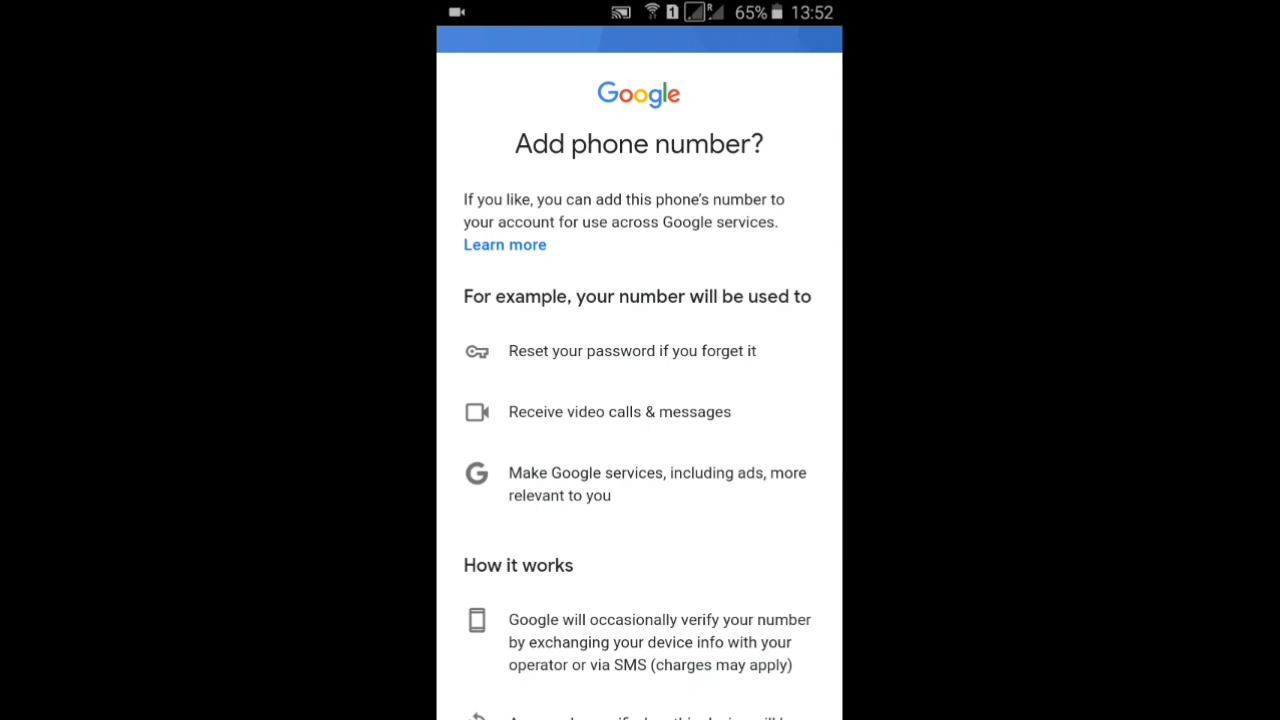 1 R 65% 13:52
Google
Add phone number?
If you like, you can add this phone's number to
your account for use across Google services.
Learn more
For example, your number will be used to
Reset your password if you forget it
Receive video calls & messages
G
Make Google services, including ads, more
relevant to you
How it works
Google will occasionally verify your number
by exchanging your device info with your
operator or via SMS (charges may apply)